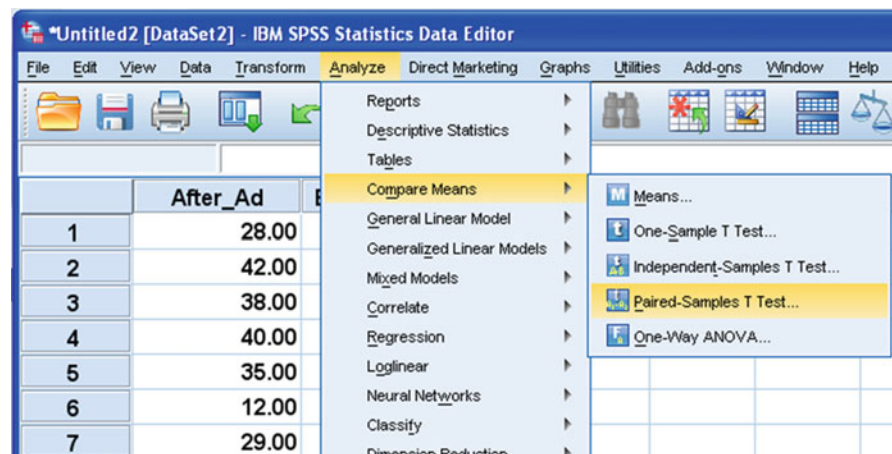 *Untitled2 [DataSet2] - IBM SPSS Statistics Data Editor
File Edit View Data Transform Analyze Direct Marketing Graphs Utilities Add-ons Window Help
Reports
Descriptive Statistics
Tables
Compare Means
General Linear Model
Generalized Linear Models
Mixed Models
Correlate
Regression
Loglinear
Neural Networks
Classify
Dimension Reduction
Means...
One-Sample T Test...
Independent-Samples T Test...
Paired-Samples T Test...
One-Way ANOVA...
After_Ad
1 28.00
2 42.00
3 38.00
4 40.00
5 35.00
6 12.00
7 29.00